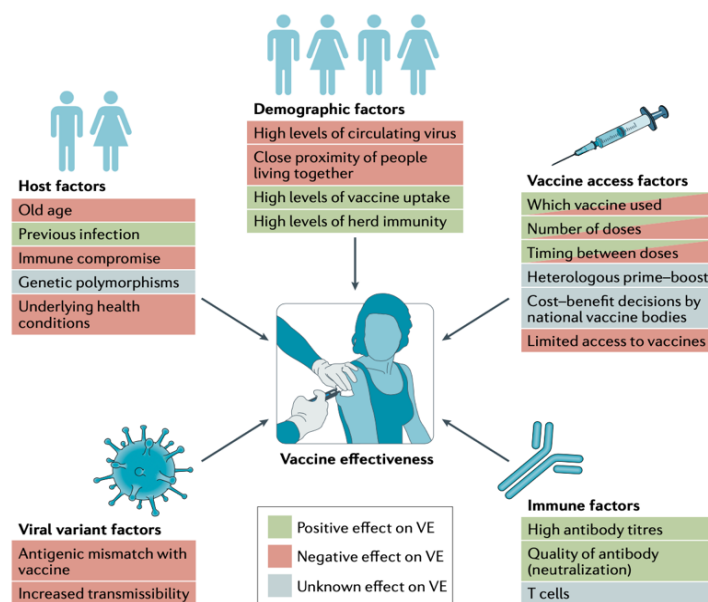 Demographic factors
High levels of circulating virus
Close proximity of people
living together
High levels of vaccine uptake
High levels of herd immunity
Host factors
Old age
Previous infection
Immune compromise
Genetic polymorphisms
Underlying health
conditions
Vaccine access factors
Which vaccine used
Number of doses
Timing between doses
Heterologous prime–boost
Cost–benefit decisions by
national vaccine bodies
Limited access to vaccines
Vaccine effectiveness
Viral variant factors
Antigenic mismatch with
vaccine
Increased transmissibility
Positive effect on VE
Negative effect on VE
Unknown effect on VE
Immune factors
High antibody titres
Quality of antibody
(neutralization)
T cells